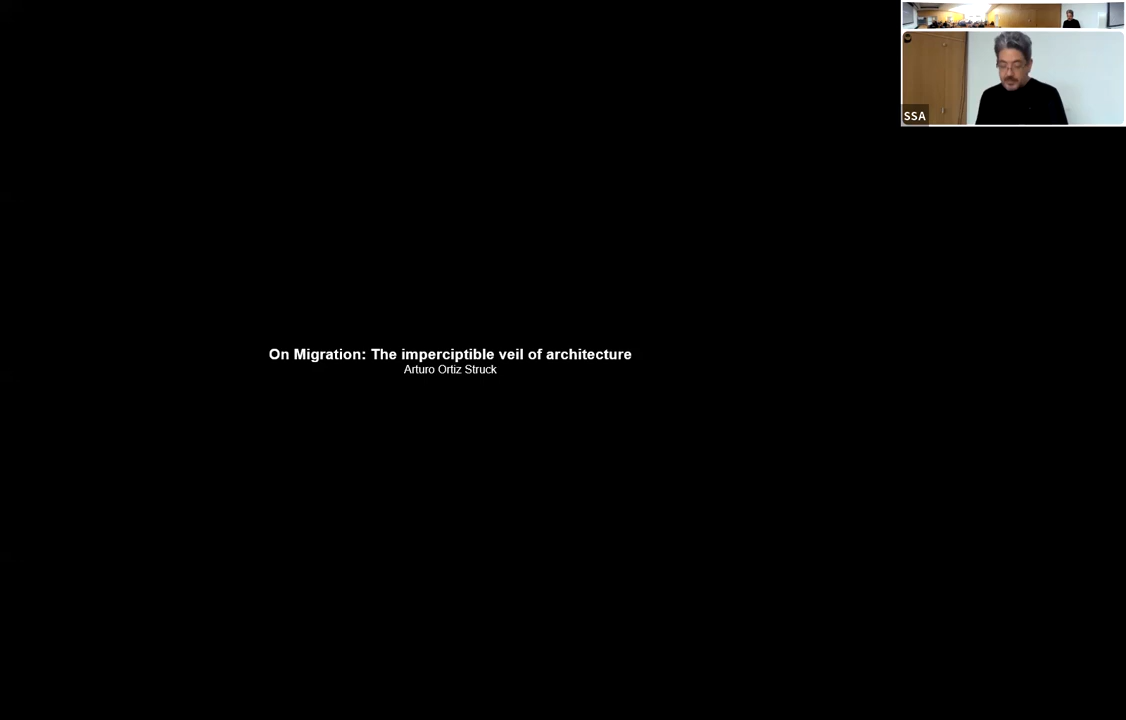 SSA
On Migration: The imperciptible veil of architecture
Arturo Ortiz Struck